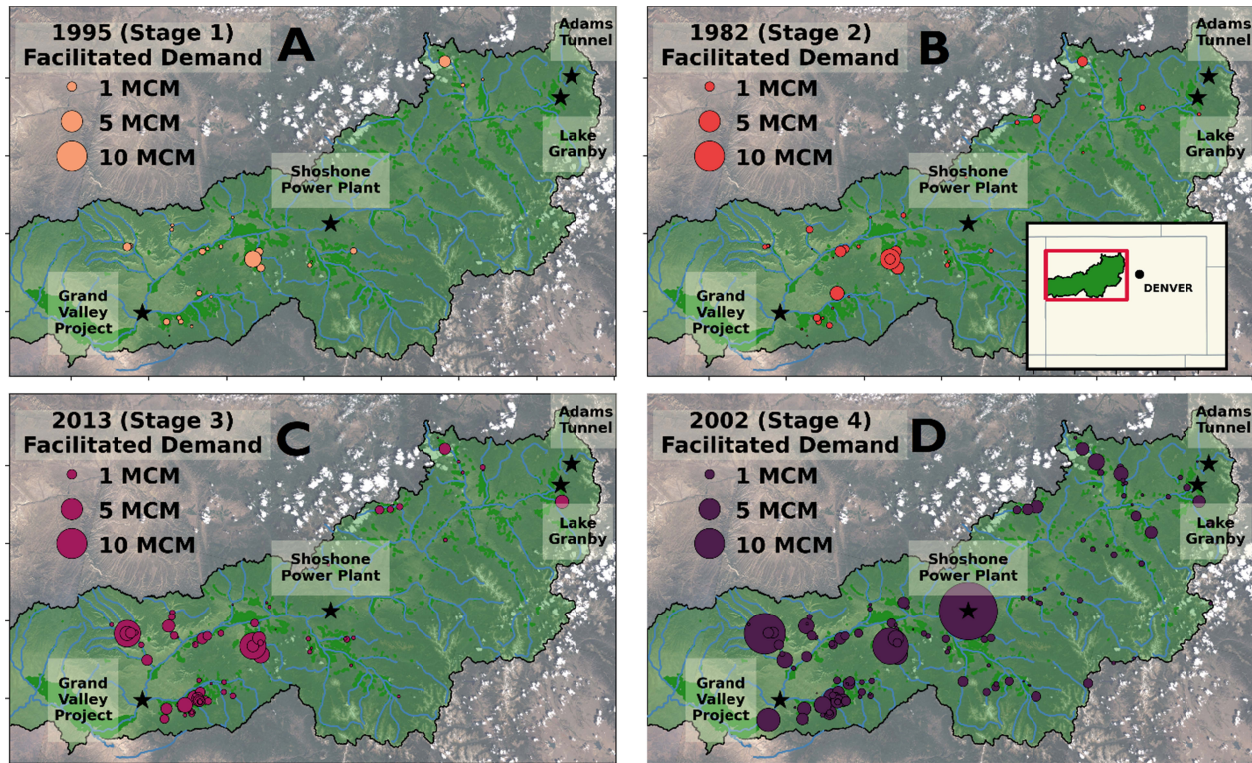 1995 (Stage 1)
Facilitated Demand
A
1 MCM
5 MCM
10 MCM
Adams
Tunnel
Lake
Granby
Shoshone
Power Plant
Grand
Valley
Project
1982 (Stage 2)
Facilitated Demand
B
1 MCM
5 MCM
10 MCM
Adams
Tunnel
Lake
Granby
Shoshone
Power Plant
Grand
Valley
Project
DENVER
2013 (Stage 3)
Facilitated Demand
C
1 MCM
5 MCM
10 MCM
Adams
Tunnel
Lake
Granby
Shoshone
Power Plant
Grand
Valley
Project
2002 (Stage 4)
Facilitated Demand
D
1 MCM
5 MCM
10 MCM
Adams
Tunnel
Lake
Granby
Shoshone
Power Plant
Grand
Valley
Project